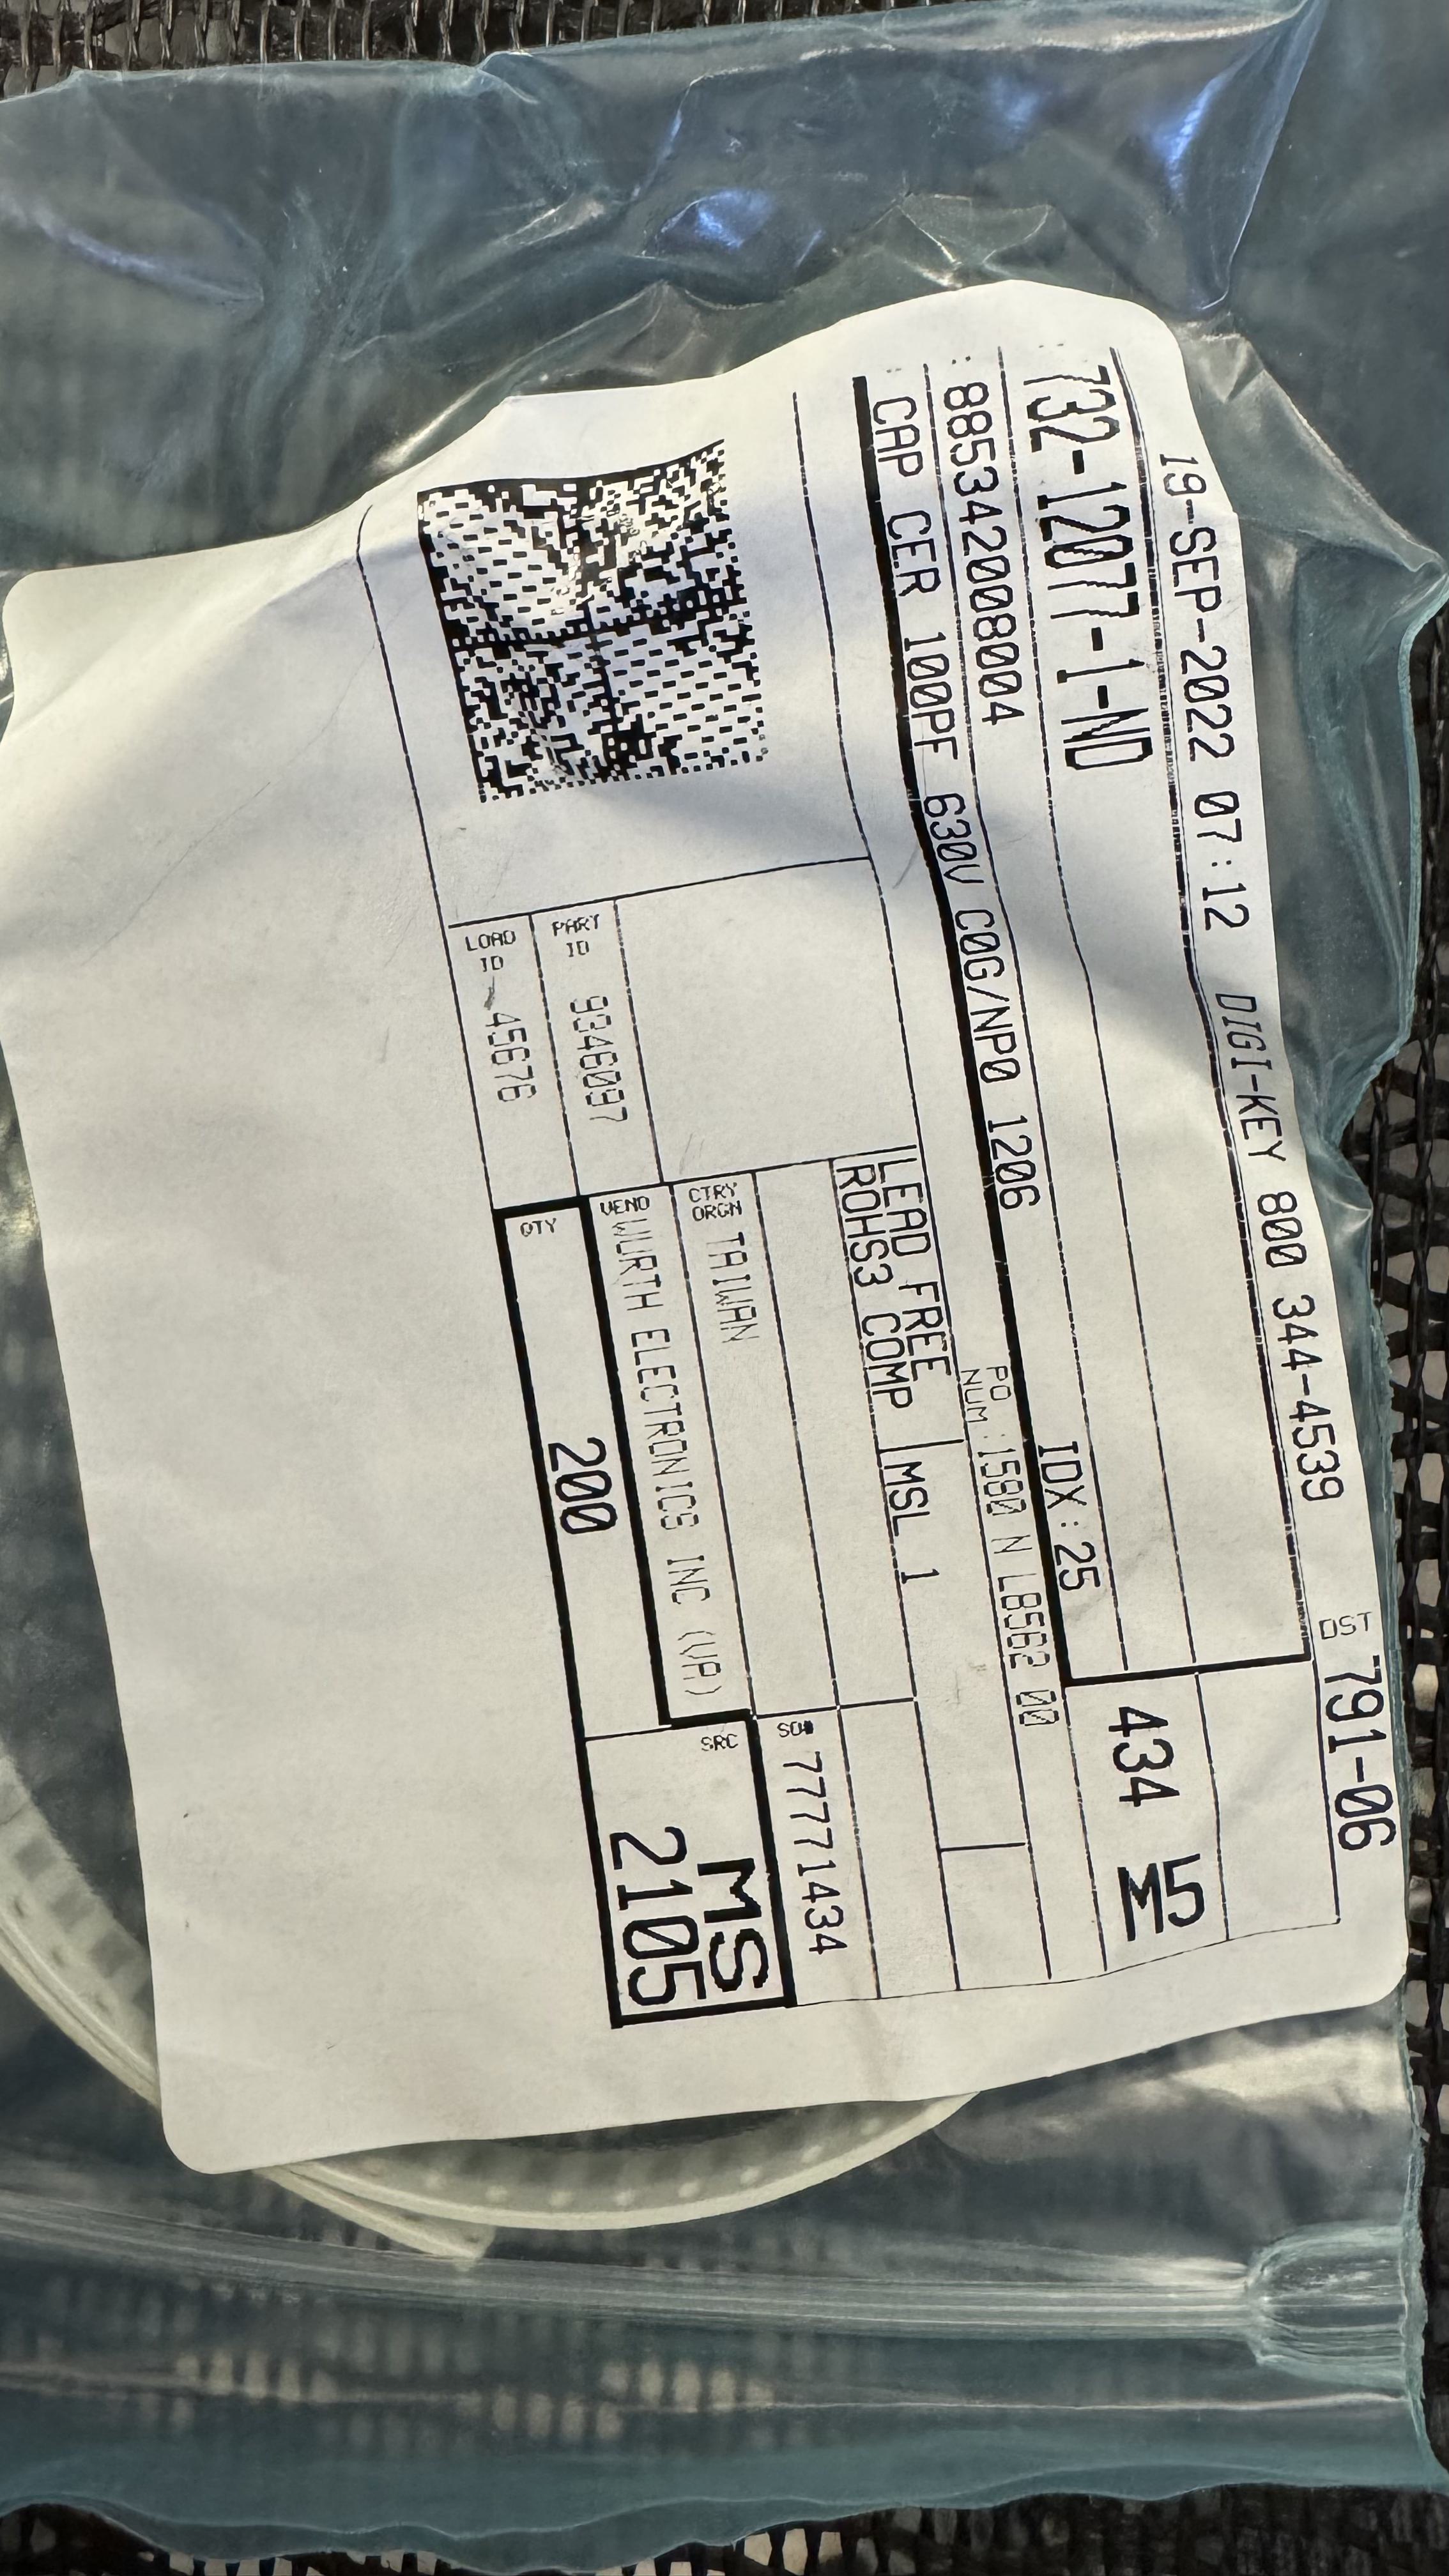 19-SEP-2022 07:12 DIGI-KEY 800 344-4539
DST 791-06
732-12077-1-ND
434 M5
885342008004
IDX: 25
CAP CER 100PF 630V C0G/NP0 1206
PO NUM : 1580 N L8562 00
LEAD FREE MSL 1
ROHS3 COMP
SO# 77771434
CTRY ORGN TAIWAN
PART ID 9346097
VEND WURTH ELECTRONICS INC (VA)
LOAD ID 45676
QTY 200
SRC MS
2105